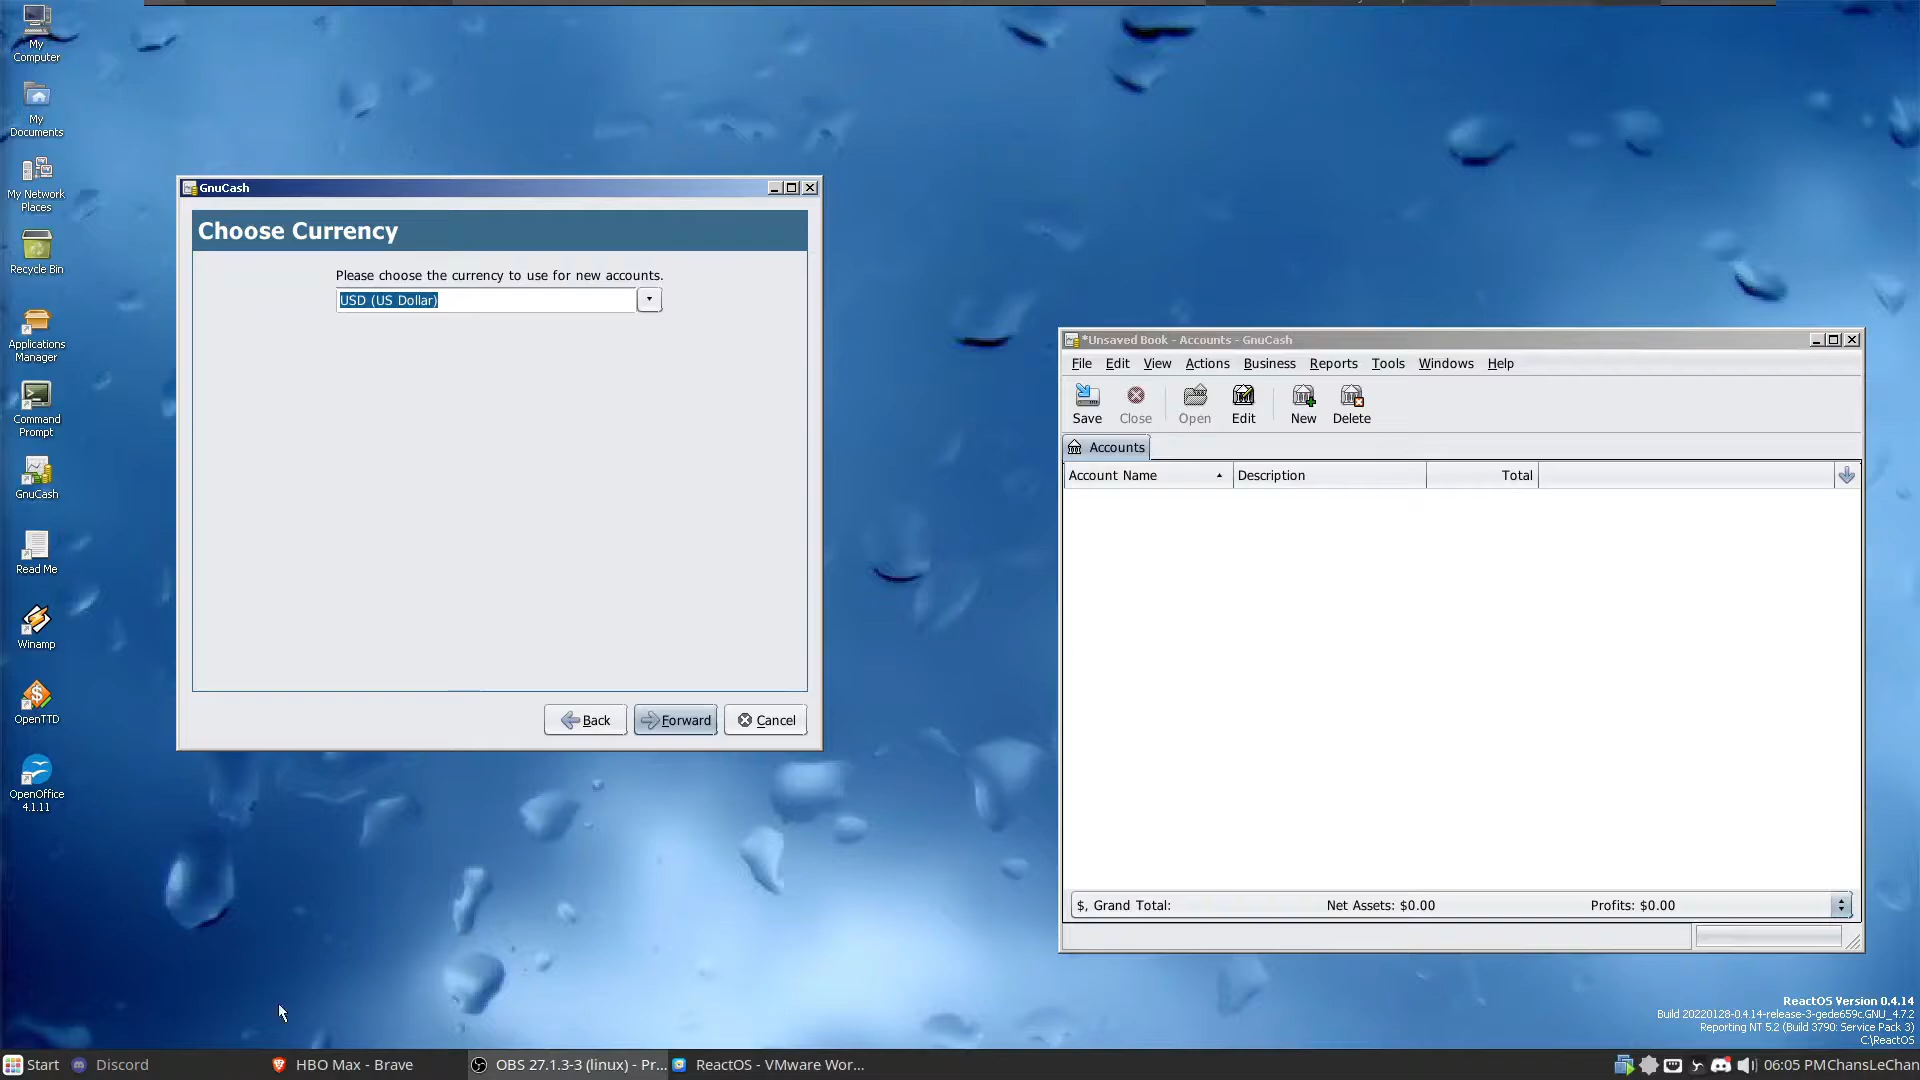 My
Computer
My
Documents
My Network
Places
Recycle Bin
Applications
Manager
Command
Prompt
GnuCash
Read Me
Winamp
OpenTTD
OpenOffice
4.1.11
GnuCash
Choose Currency
Please choose the currency to use for new accounts.
USD (US Dollar)
Back
Forward
Cancel
*Unsaved Book - Accounts - GnuCash
File Edit View Actions Business Reports Tools Windows Help
Save Close Open Edit New Delete
Accounts
Account Name Description Total
$, Grand Total: Net Assets: $0.00 Profits: $0.00
ReactOS Version 0.4.14
Build 20220128-0.4.14-release-3-gede659c.GNU_4.7.2
Reporting NT 5.2 (Build 3790: Service Pack 3)
C:\ReactOS
Start Discord HBO Max - Brave OBS 27.1.3-3 (linux) - Pr... ReactOS - VMware Wor... 06:05 PM ChansLeChan